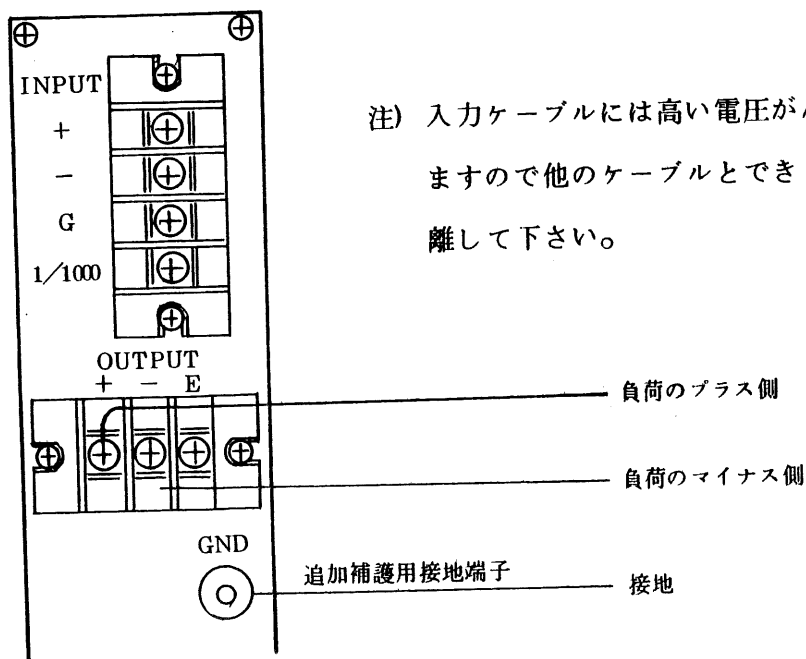 INPUT
+
−
G
1/1000
OUTPUT
+ − E
GND
注) 入力ケーブルには高い電圧が
ますので他のケーブルとでき
離して下さい。
負荷のプラス側
負荷のマイナス側
追加補護用接地端子
接地